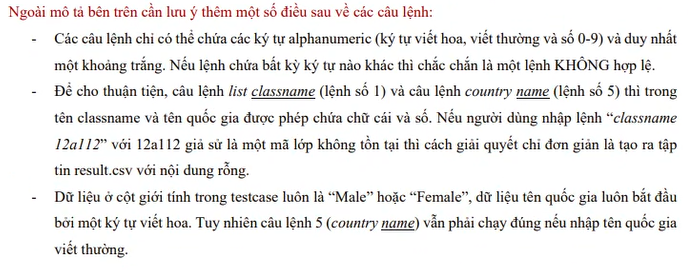 Ngoài mô tả bên trên cần lưu ý thêm một số điều sau về các câu lệnh:
- Các câu lệnh chỉ có thể chứa các ký tự alphanumeric (ký tự viết hoa, viết thường và số 0-9) và duy nhất
một khoảng trắng. Nếu lệnh chứa bất kỳ ký tự nào khác thì chắc chắn là một lệnh KHÔNG hợp lệ.
- Để cho thuận tiện, câu lệnh list classname (lệnh số 1) và câu lệnh country name (lệnh số 5) thì trong
tên classname và tên quốc gia được phép chứa chữ cái và số. Nếu người dùng nhập lệnh “classname
12a112” với 12a112 giả sử là một mã lớp không tồn tại thì cách giải quyết chỉ đơn giản là tạo ra tập
tin result.csv với nội dung rỗng.
- Dữ liệu ở cột giới tính trong testcase luôn là “Male” hoặc “Female”, dữ liệu tên quốc gia luôn bắt đầu
bởi một ký tự viết hoa. Tuy nhiên câu lệnh 5 (country name) vẫn phải chạy đúng nếu nhập tên quốc gia
viết thường.